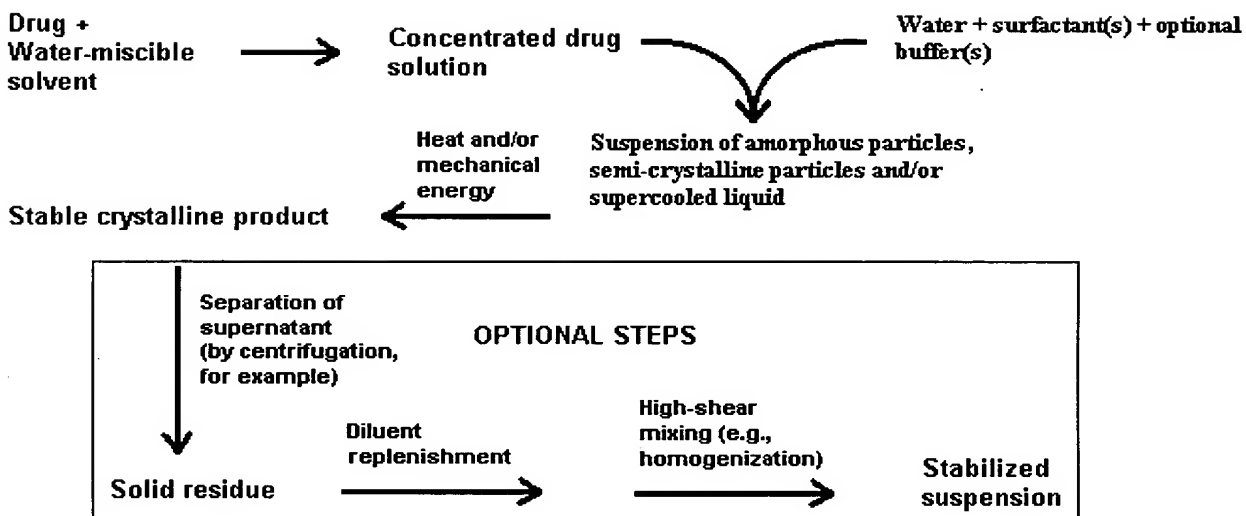 Drug +
Water-miscible
solvent
Concentrated drug
solution
Water + surfactant(s) + optional
buffer(s)
Suspension of amorphous particles,
semi-crystalline particles and/or
supercooled liquid
Heat and/or
mechanical
energy
Stable crystalline product
Separation of
supernatant
(by centrifugation,
for example)
OPTIONAL STEPS
Solid residue
Diluent
replenishment
High-shear
mixing (e.g.,
homogenization)
Stabilized
suspension